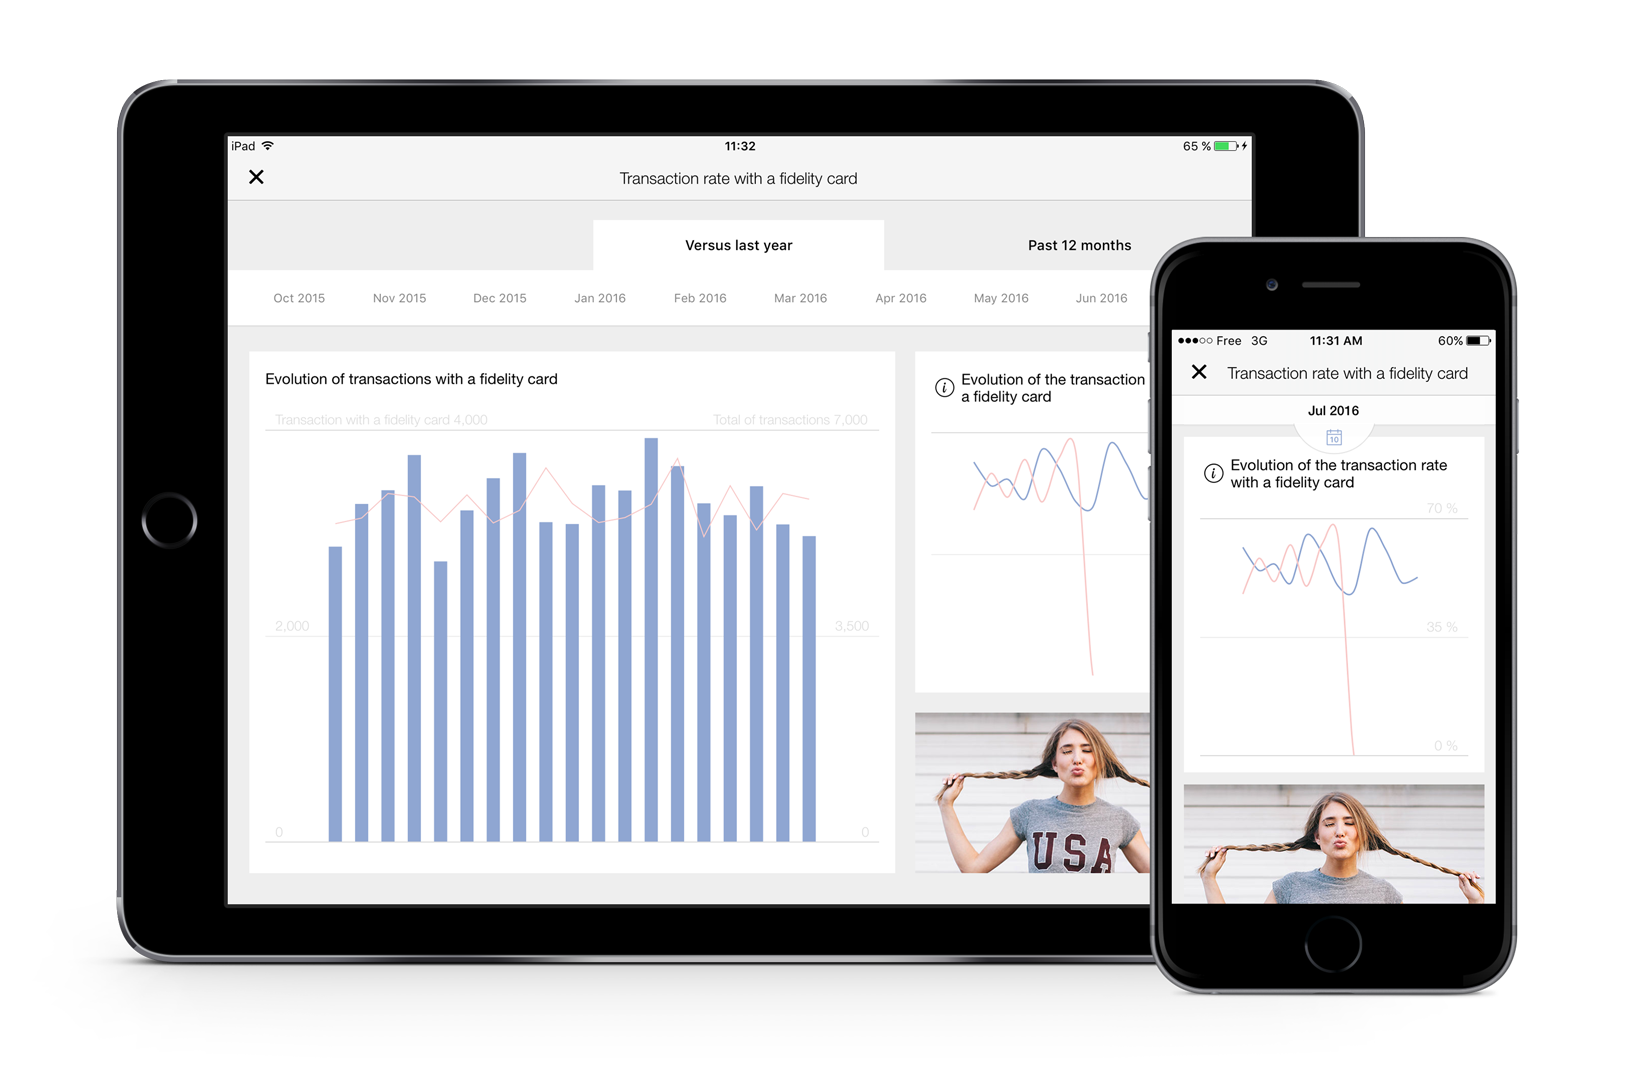 iPad 11:32 65 %
Transaction rate with a fidelity card
Versus last year Past 12 months
Oct 2015 Nov 2015 Dec 2015 Jan 2016 Feb 2016 Mar 2016 Apr 2016 May 2016 Jun 2016
Evolution of transactions with a fidelity card
Transaction with a fidelity card 4,000 Total of transactions 7,000
2,000 3,500
0 0
Evolution of the transaction
a fidelity card
USA
Free 3G 11:31 AM 60%
Transaction rate with a fidelity card
Jul 2016
10
Evolution of the transaction rate
with a fidelity card
70 %
35 %
0 %